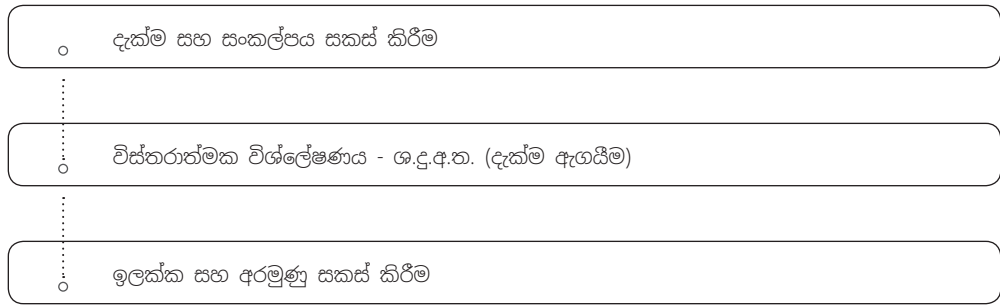 දැක්ම සහ සංකල්පය සකස් කිරීම
විස්තරාත්මක විශ්ලේෂණය - ශ.දු.අ.ත. (දැක්ම ඇගයීම)
ඉලක්ක සහ අරමුණු සකස් කිරීම